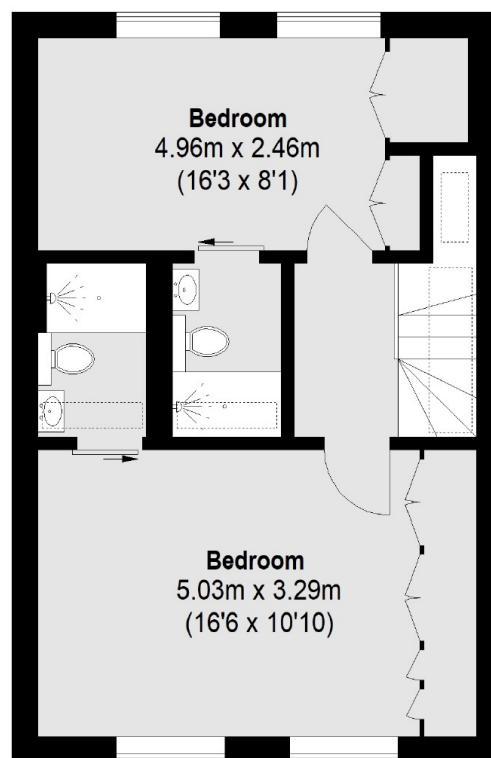 Bedroom
4.96m x 2.46m
(16'3 x 8'1)
Bedroom
5.03m x 3.29m
(16'6 x 10'10)